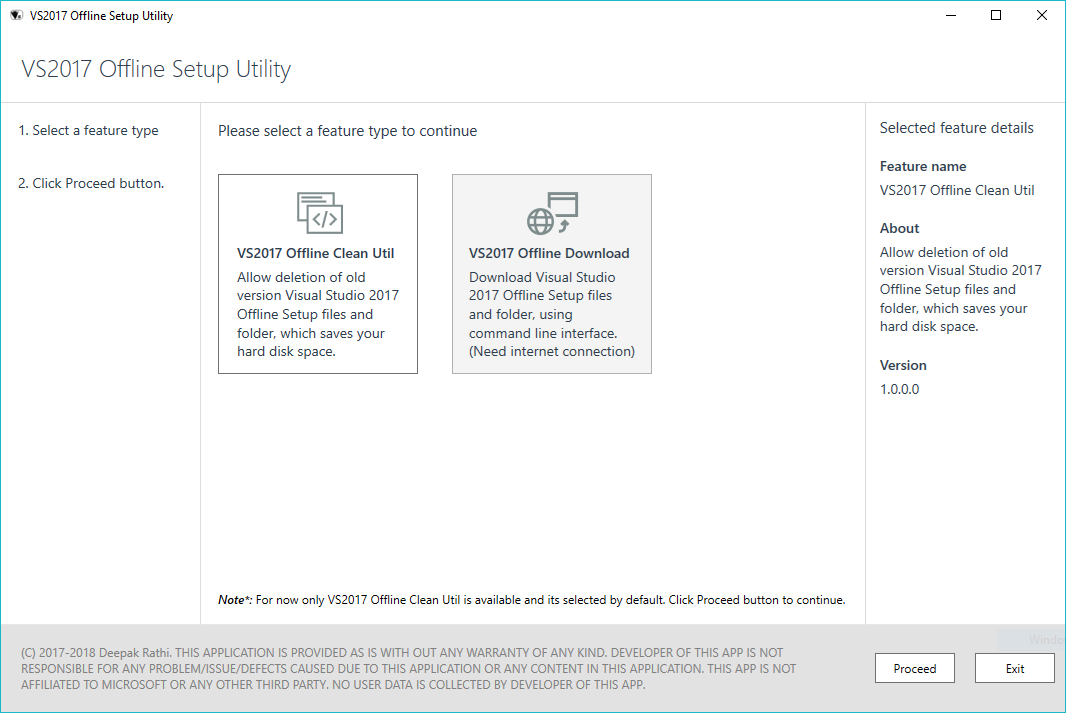 VS2017 Offline Setup Utility
VS2017 Offline Setup Utility
1. Select a feature type
2. Click Proceed button.
Please select a feature type to continue
VS2017 Offline Clean Util
Allow deletion of old
version Visual Studio 2017
Offline Setup files and
folder, which saves your
hard disk space.
VS2017 Offline Download
Download Visual Studio
2017 Offline Setup files
and folder, using
command line interface.
(Need internet connection)
Note*: For now only VS2017 Offline Clean Util is available and its selected by default. Click Proceed button to continue.
Selected feature details
Feature name
VS2017 Offline Clean Util
About
Allow deletion of old
version Visual Studio 2017
Offline Setup files and
folder, which saves your
hard disk space.
Version
1.0.0.0
(C) 2017-2018 Deepak Rathi. THIS APPLICATION IS PROVIDED AS IS WITH OUT ANY WARRANTY OF ANY KIND. DEVELOPER OF THIS APP IS NOT
RESPONSIBLE FOR ANY PROBLEM/ISSUE/DEFECTS CAUSED DUE TO THIS APPLICATION OR ANY CONTENT IN THIS APPLICATION. THIS APP IS NOT
AFFILIATED TO MICROSOFT OR ANY OTHER THIRD PARTY. NO USER DATA IS COLLECTED BY DEVELOPER OF THIS APP.
Proceed
Exit